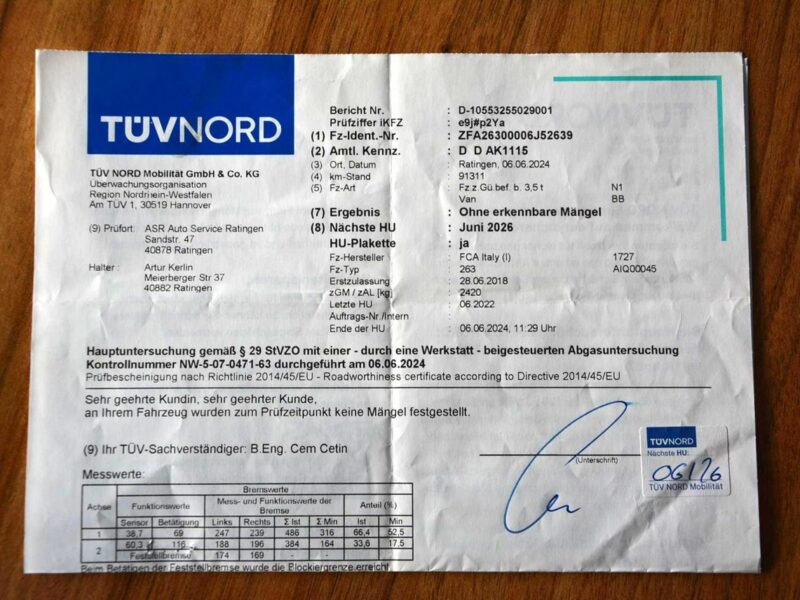 TÜVNORD
TÜV NORD Mobilität GmbH & Co. KG
Überwachungsorganisation
Region Nordrhein-Westfalen
Am TÜV 1, 30519 Hannover
(9) Prüfort: ASR Auto Service Ratingen
Sandstr. 47
40878 Ratingen
Halter : Artur Kerlin
Meierberger Str 37
40882 Ratingen
Bericht Nr. : D-10553255029001
Prüfziffer iKFZ : e9j#p2Ya
(1) Fz-Ident.-Nr. : ZFA26300006J52639
(2) Amtl. Kennz. : D D AK1115
(3) Ort, Datum : Ratingen, 06.06.2024
(4) km-Stand : 91311
(5) Fz-Art : Fz.z.Gü.bef. b. 3,5 t N1
Van BB
(7) Ergebnis : Ohne erkennbare Mängel
(8) Nächste HU : Juni 2026
HU-Plakette : ja
Fz-Hersteller : FCA Italy (I) 1727
Fz-Typ : 263 AIQ00045
Erstzulassung : 28.06.2018
zGM / zAL [kg] : 2420
Letzte HU : 06.2022
Auftrags-Nr./Intern :
Ende der HU : 06.06.2024, 11:29 Uhr
Hauptuntersuchung gemäß § 29 StVZO mit einer - durch eine Werkstatt - beigesteuerten Abgasuntersuchung
Kontrollnummer NW-5-07-0471-63 durchgeführt am 06.06.2024
Prüfbescheinigung nach Richtlinie 2014/45/EU - Roadworthiness certificate according to Directive 2014/45/EU
Sehr geehrte Kundin, sehr geehrter Kunde,
an Ihrem Fahrzeug wurden zum Prüfzeitpunkt keine Mängel festgestellt.
(9) Ihr TÜV-Sachverständiger: B.Eng. Cem Cetin
(Unterschrift)
TÜVNORD
Nächste HU:
06/26
TÜV NORD Mobilität
Messwerte:
Bremswerte
Achse Funktionswerte Mess- und Funktionswerte der Bremse Anteil (%)
Sensor Betätigung Links Rechts Σ Ist Σ Min Ist Min
1 38,7 69 247 239 486 316 66,4 52,5
2 60,3 116 188 196 384 164 33,6 17,5
Feststellbremse 174 169 - - - -
Beim Betätigen der Feststellbremse wurde die Blockiergrenze erreicht